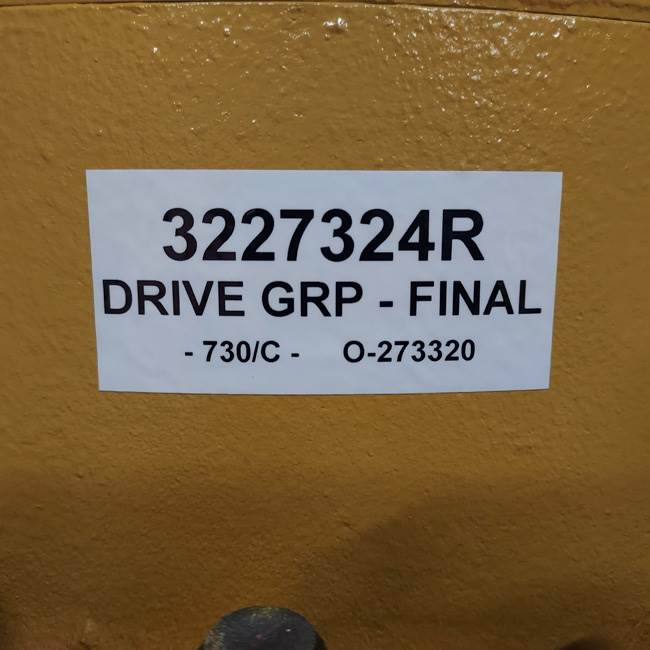 3227324R
DRIVE GRP - FINAL
- 730/C - O-273320